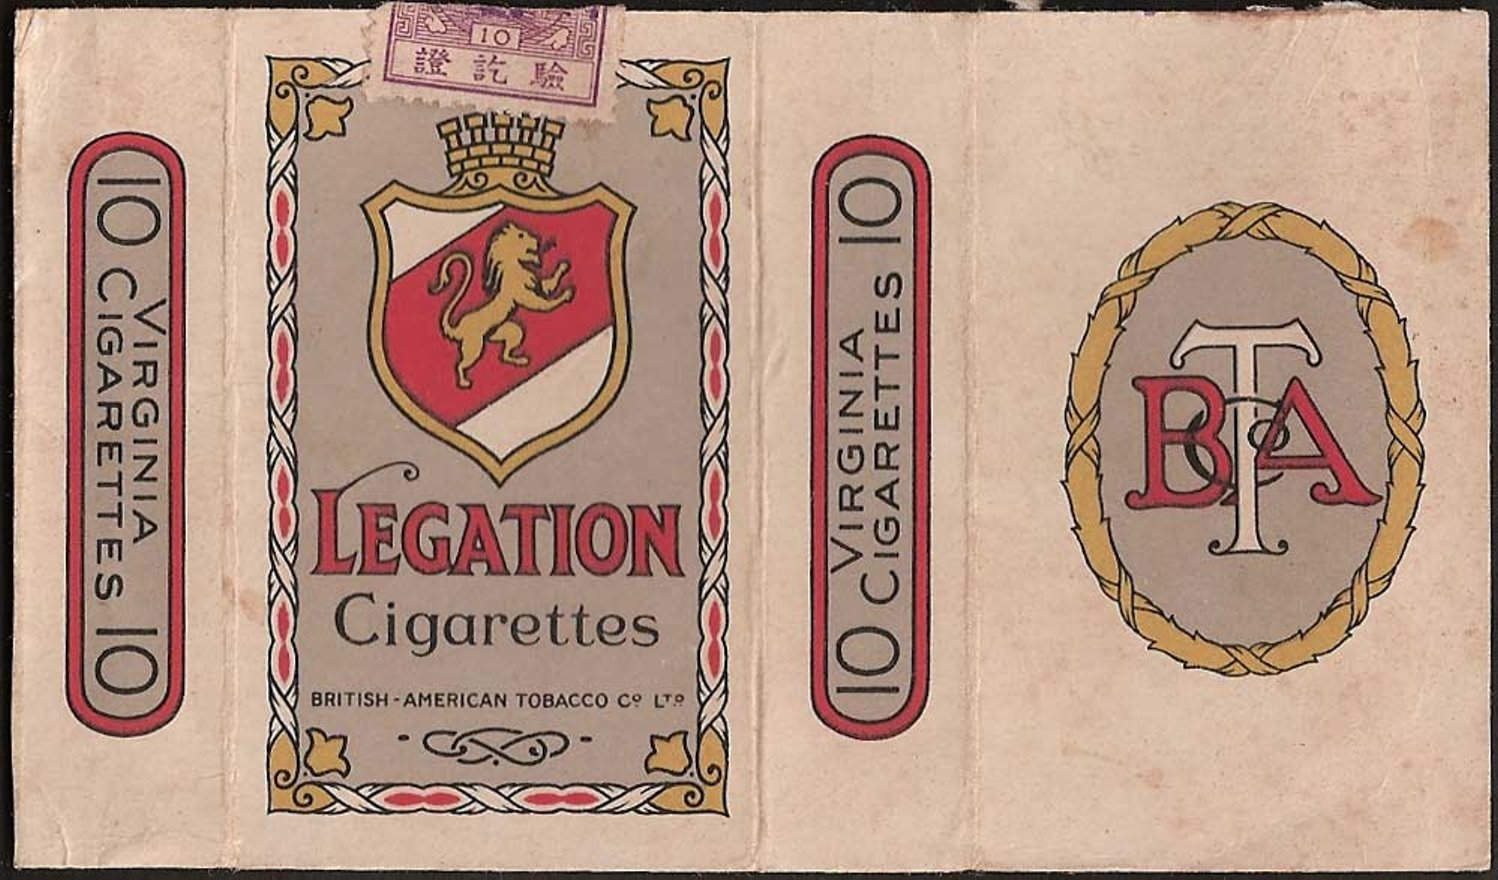 10
VIRGINIA
CIGARETTES
10
10
驗訖證
LEGATION
Cigarettes
BRITISH-AMERICAN TOBACCO Cº LTD
10
VIRGINIA
CIGARETTES
10
BATCo